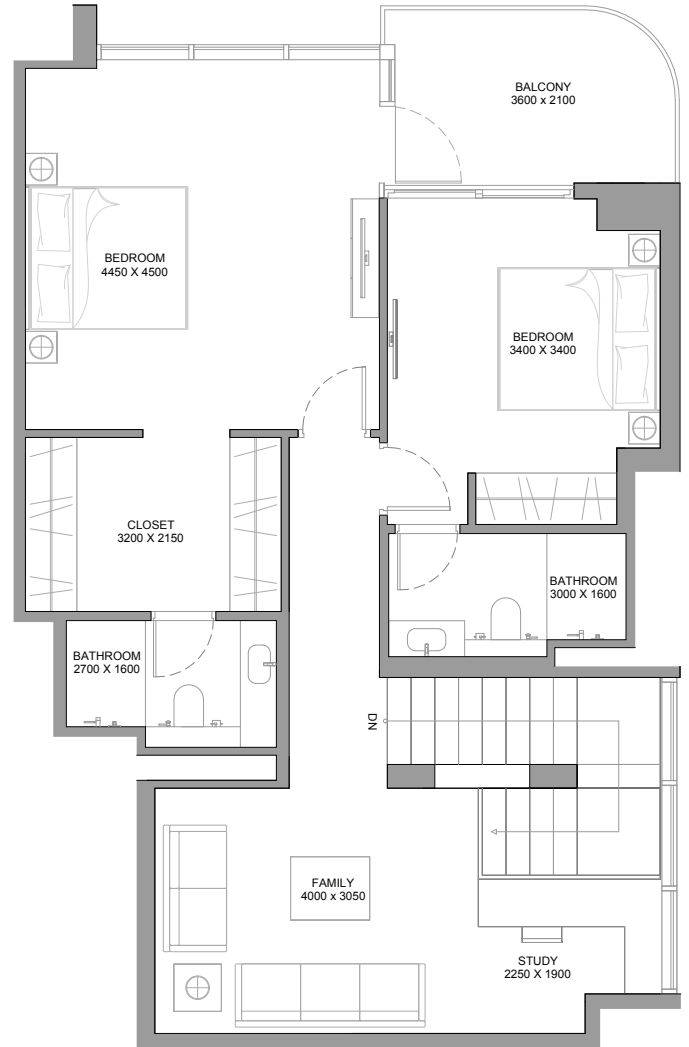 BALCONY
3600 x 2100
BEDROOM
4450 X 4500
BEDROOM
3400 X 3400
CLOSET
3200 X 2150
BATHROOM
3000 X 1600
BATHROOM
2700 X 1600
DN
FAMILY
4000 x 3050
STUDY
2250 X 1900